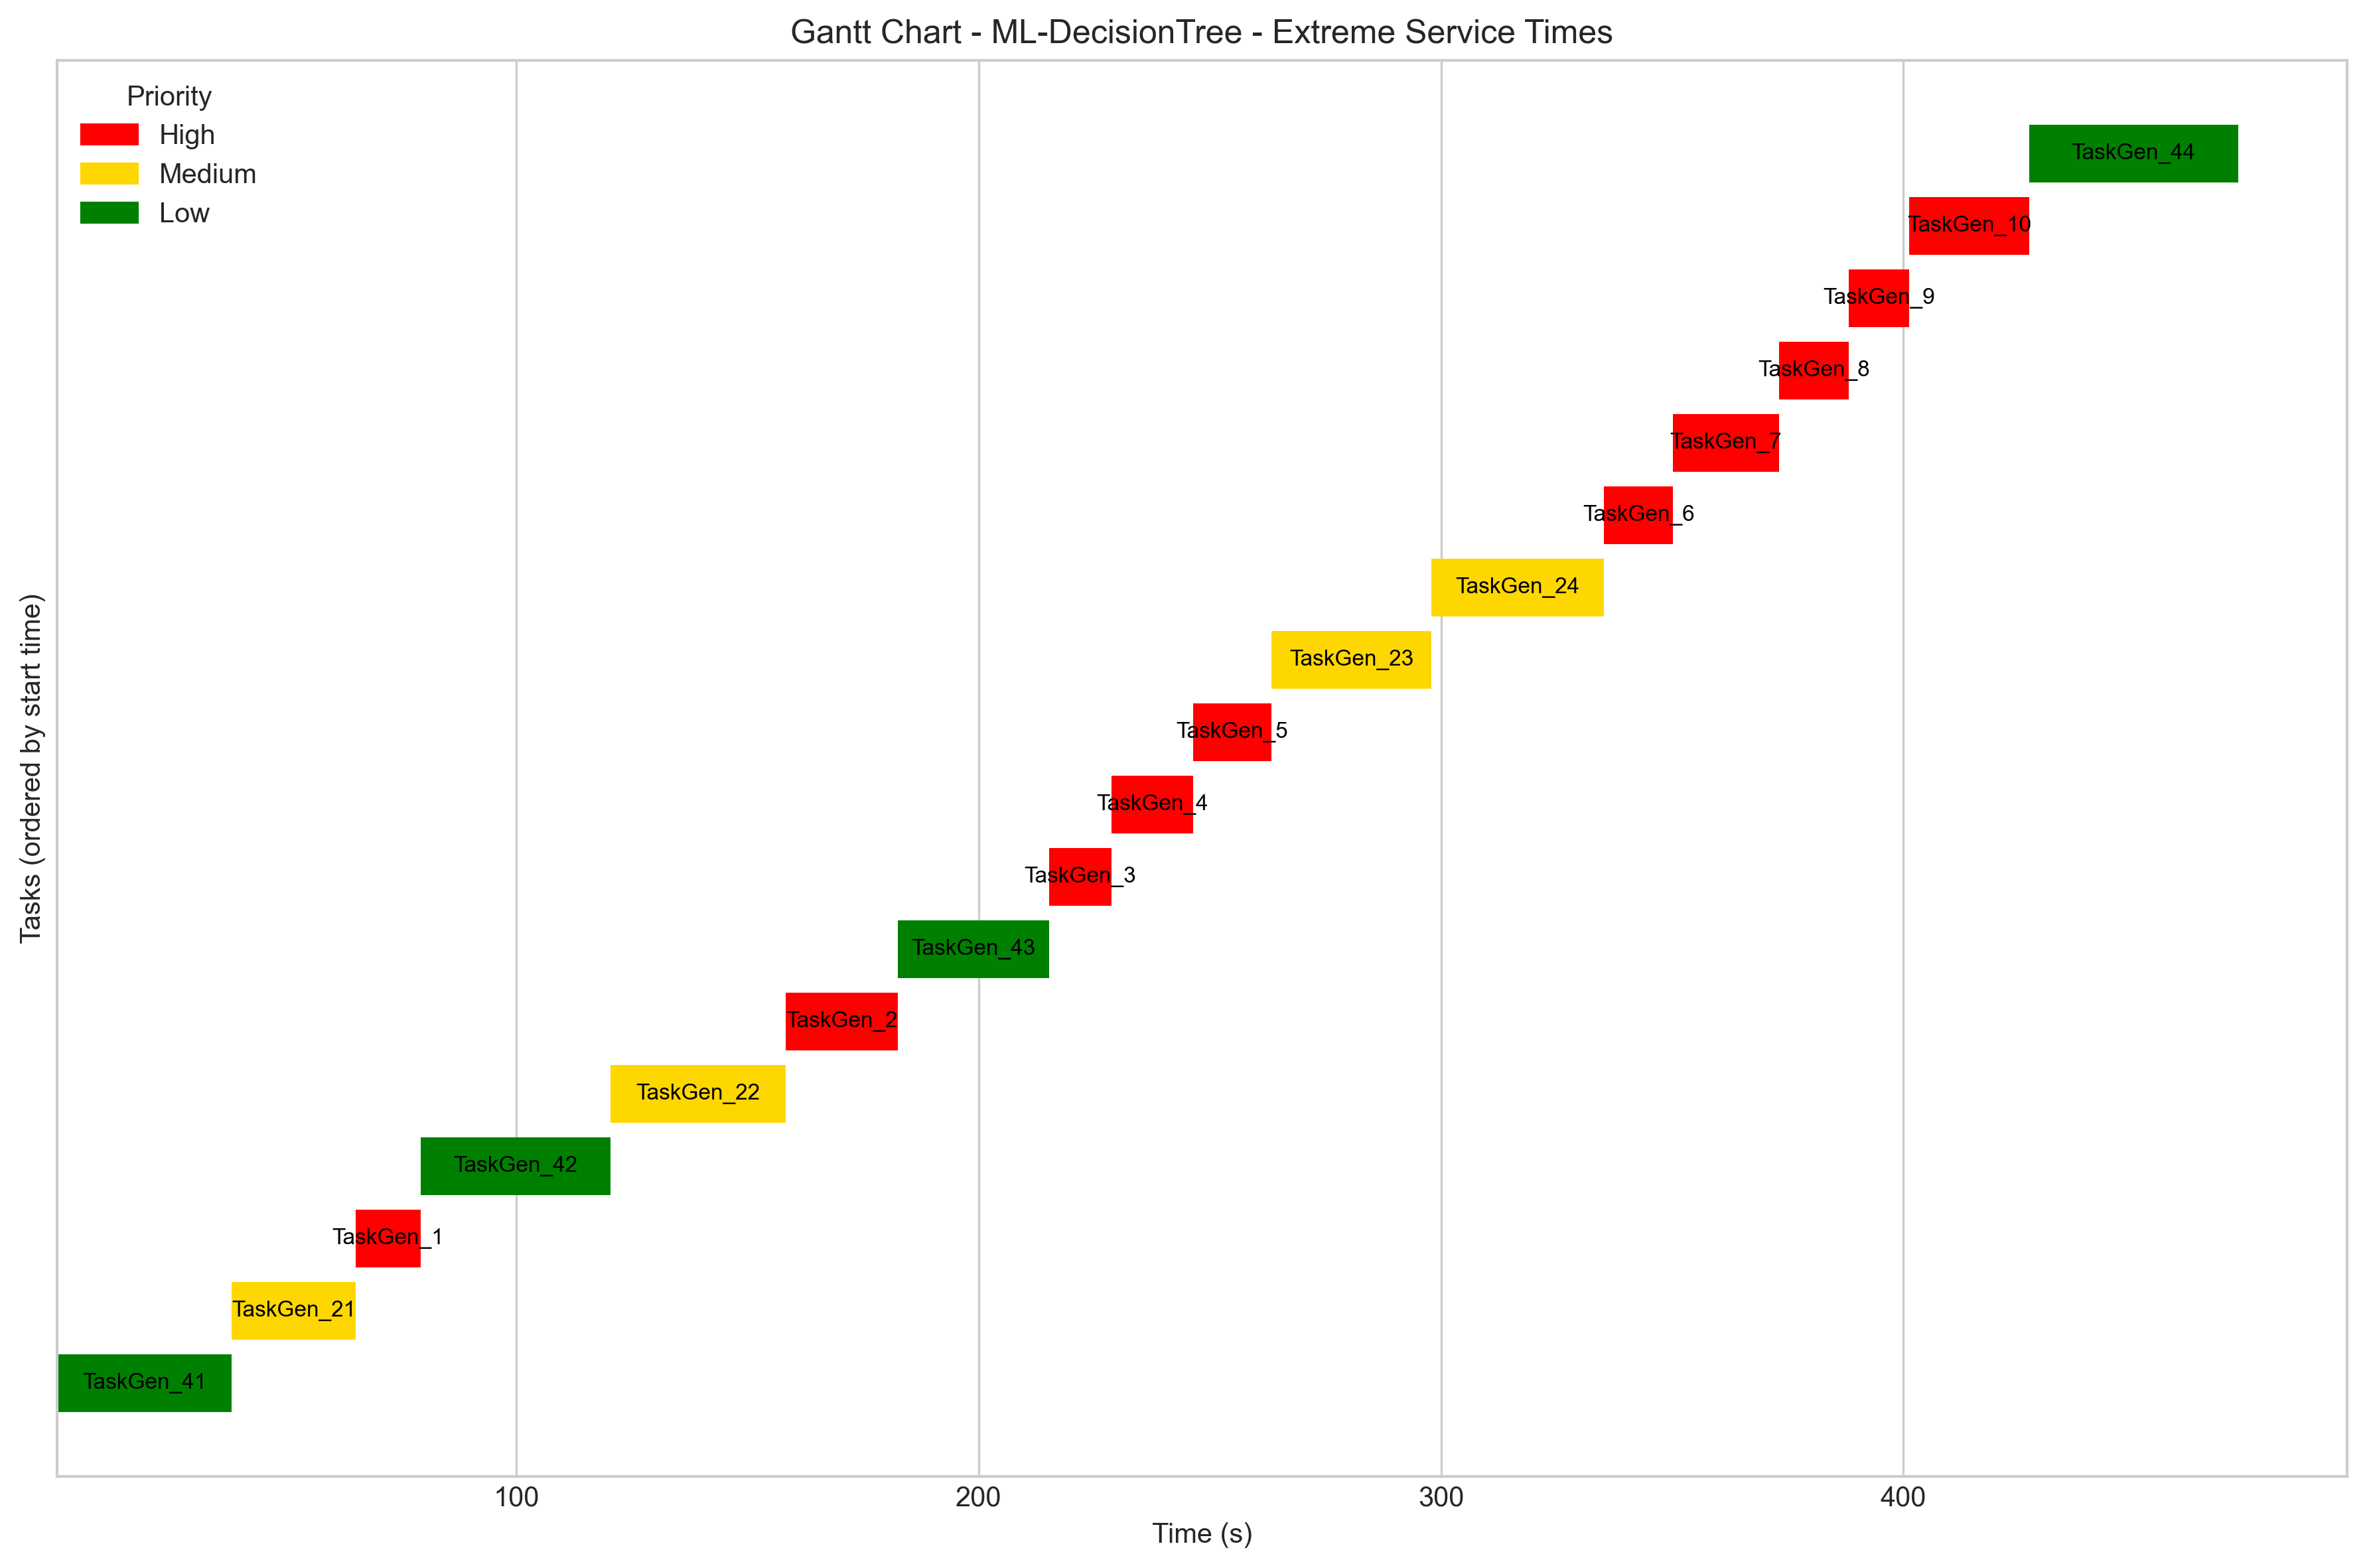 Gantt Chart - ML-DecisionTree - Extreme Service Times
Priority
High
Medium
Low
TaskGen_44
TaskGen_10
TaskGen_9
TaskGen_8
TaskGen_7
TaskGen_6
TaskGen_24
TaskGen_23
TaskGen_5
TaskGen_4
TaskGen_3
TaskGen_43
TaskGen_2
TaskGen_22
TaskGen_42
TaskGen_1
TaskGen_21
TaskGen_41
Tasks (ordered by start time)
100 200 300 400
Time (s)